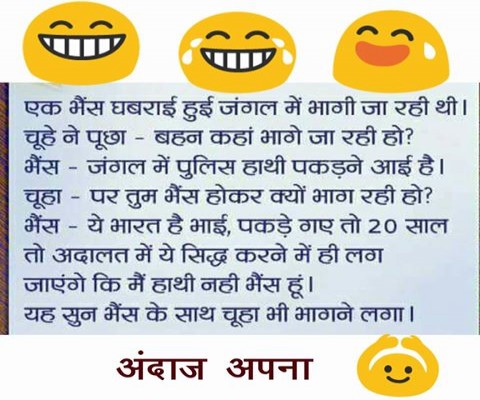 एक भैंस घबराई हुई जंगल में भागी जा रही थी।
चूहे ने पूछा - बहन कहां भागे जा रही हो?
भैंस - जंगल में पुलिस हाथी पकड़ने आई है।
चूहा - पर तुम भैंस होकर क्यों भाग रही हो?
भैंस - ये भारत है भाई, पकड़े गए तो 20 साल
तो अदालत में ये सिद्ध करने में ही लग
जाएंगे कि मैं हाथी नही भैंस हूं।
यह सुन भैंस के साथ चूहा भी भागने लगा।
अंदाज अपना